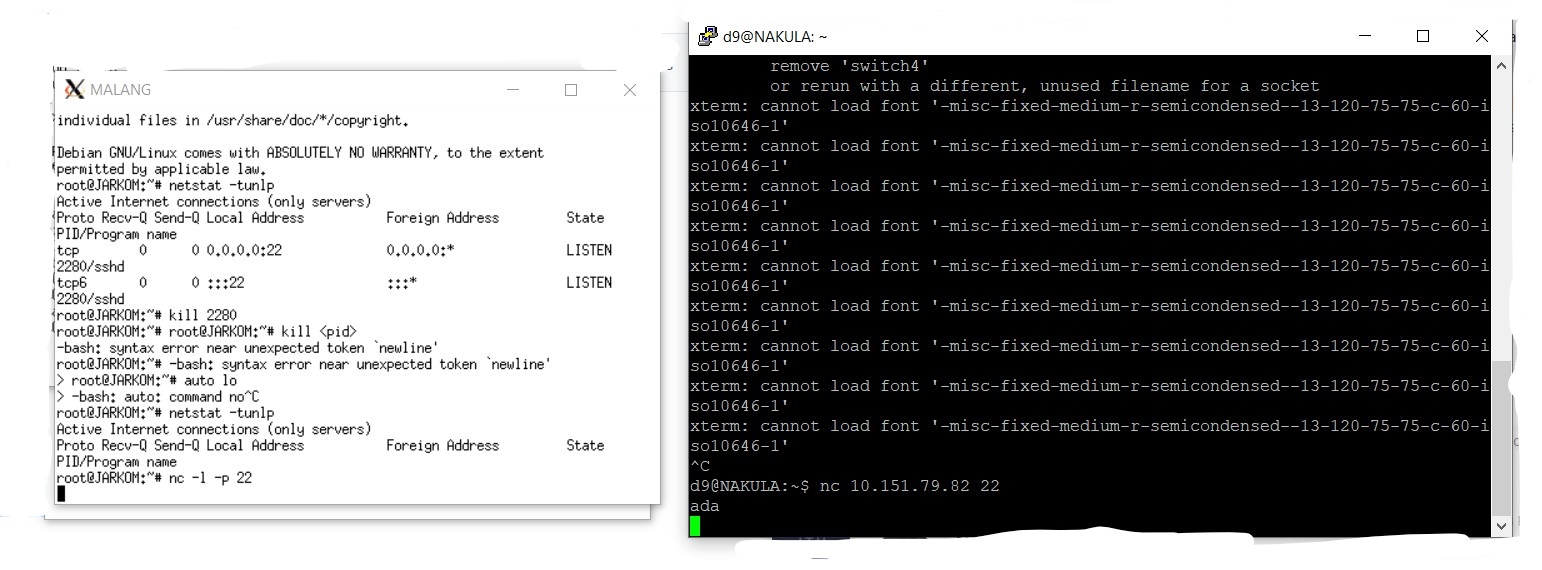 MALANG
individual files in /usr/share/doc/*/copyright.
Debian GNU/Linux comes with ABSOLUTELY NO WARRANTY, to the extent
permitted by applicable law.
root@JARKOM:~# netstat -tunlp
Active Internet connections (only servers)
Proto Recv-Q Send-Q Local Address           Foreign Address         State
PID/Program name
tcp        0      0 0.0.0.0:22              0.0.0.0:*               LISTEN
2280/sshd
tcp6       0      0 :::22                   :::*                    LISTEN
2280/sshd
root@JARKOM:~# kill 2280
root@JARKOM:~# root@JARKOM:~# kill <pid>
-bash: syntax error near unexpected token `newline'
root@JARKOM:~# -bash: syntax error near unexpected token `newline'
> root@JARKOM:~# auto lo
> -bash: auto: command no^C
root@JARKOM:~# netstat -tunlp
Active Internet connections (only servers)
Proto Recv-Q Send-Q Local Address           Foreign Address         State
PID/Program name
root@JARKOM:~# nc -l -p 22
d9@NAKULA: ~
remove 'switch4'
or rerun with a different, unused filename for a socket
xterm: cannot load font '-misc-fixed-medium-r-semicondensed--13-120-75-75-c-60-i
so10646-1'
xterm: cannot load font '-misc-fixed-medium-r-semicondensed--13-120-75-75-c-60-i
so10646-1'
xterm: cannot load font '-misc-fixed-medium-r-semicondensed--13-120-75-75-c-60-i
so10646-1'
xterm: cannot load font '-misc-fixed-medium-r-semicondensed--13-120-75-75-c-60-i
so10646-1'
xterm: cannot load font '-misc-fixed-medium-r-semicondensed--13-120-75-75-c-60-i
so10646-1'
xterm: cannot load font '-misc-fixed-medium-r-semicondensed--13-120-75-75-c-60-i
so10646-1'
xterm: cannot load font '-misc-fixed-medium-r-semicondensed--13-120-75-75-c-60-i
so10646-1'
xterm: cannot load font '-misc-fixed-medium-r-semicondensed--13-120-75-75-c-60-i
so10646-1'
xterm: cannot load font '-misc-fixed-medium-r-semicondensed--13-120-75-75-c-60-i
so10646-1'
^C
d9@NAKULA:~$ nc 10.151.79.82 22
ada